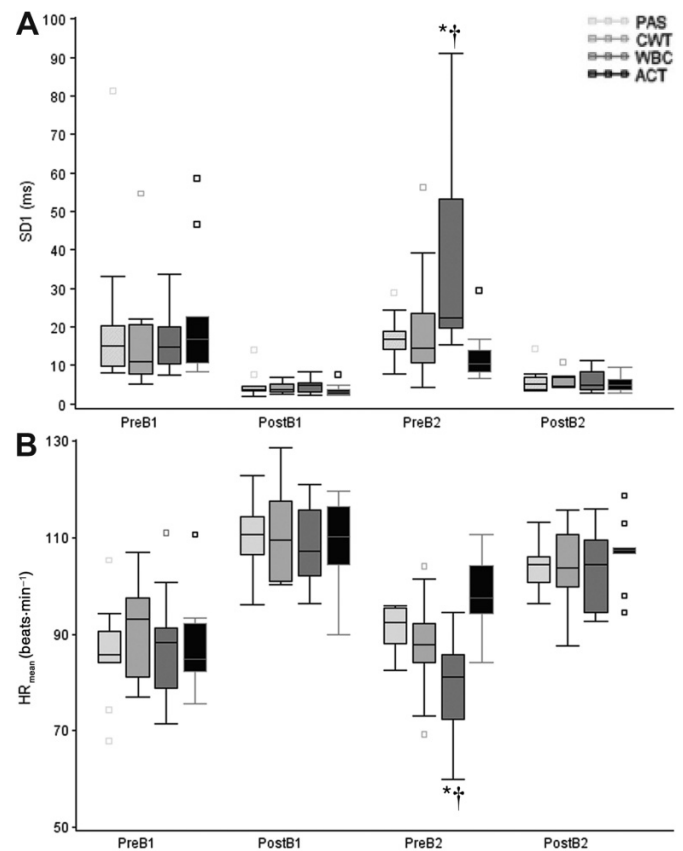 A
PAS
CWT
WBC
ACT
*†
100
90
80
70
60
50
40
30
20
10
0
SD1 (ms)
PreB1 PostB1 PreB2 PostB2
B
130
110
90
70
50
HRmean (beats·min⁻¹)
*†
PreB1 PostB1 PreB2 PostB2